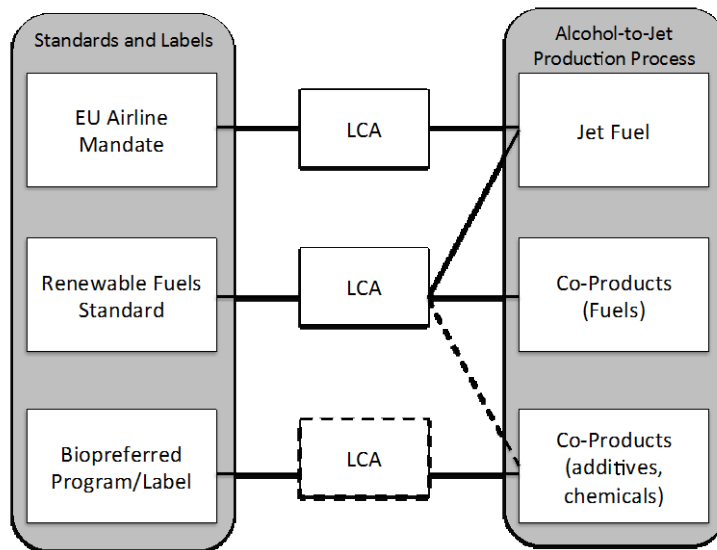 Standards and Labels
Alcohol-to-Jet
Production Process
EU Airline
Mandate
LCA
Jet Fuel
Renewable Fuels
Standard
LCA
Co-Products
(Fuels)
Biopreferred
Program/Label
LCA
Co-Products
(additives,
chemicals)